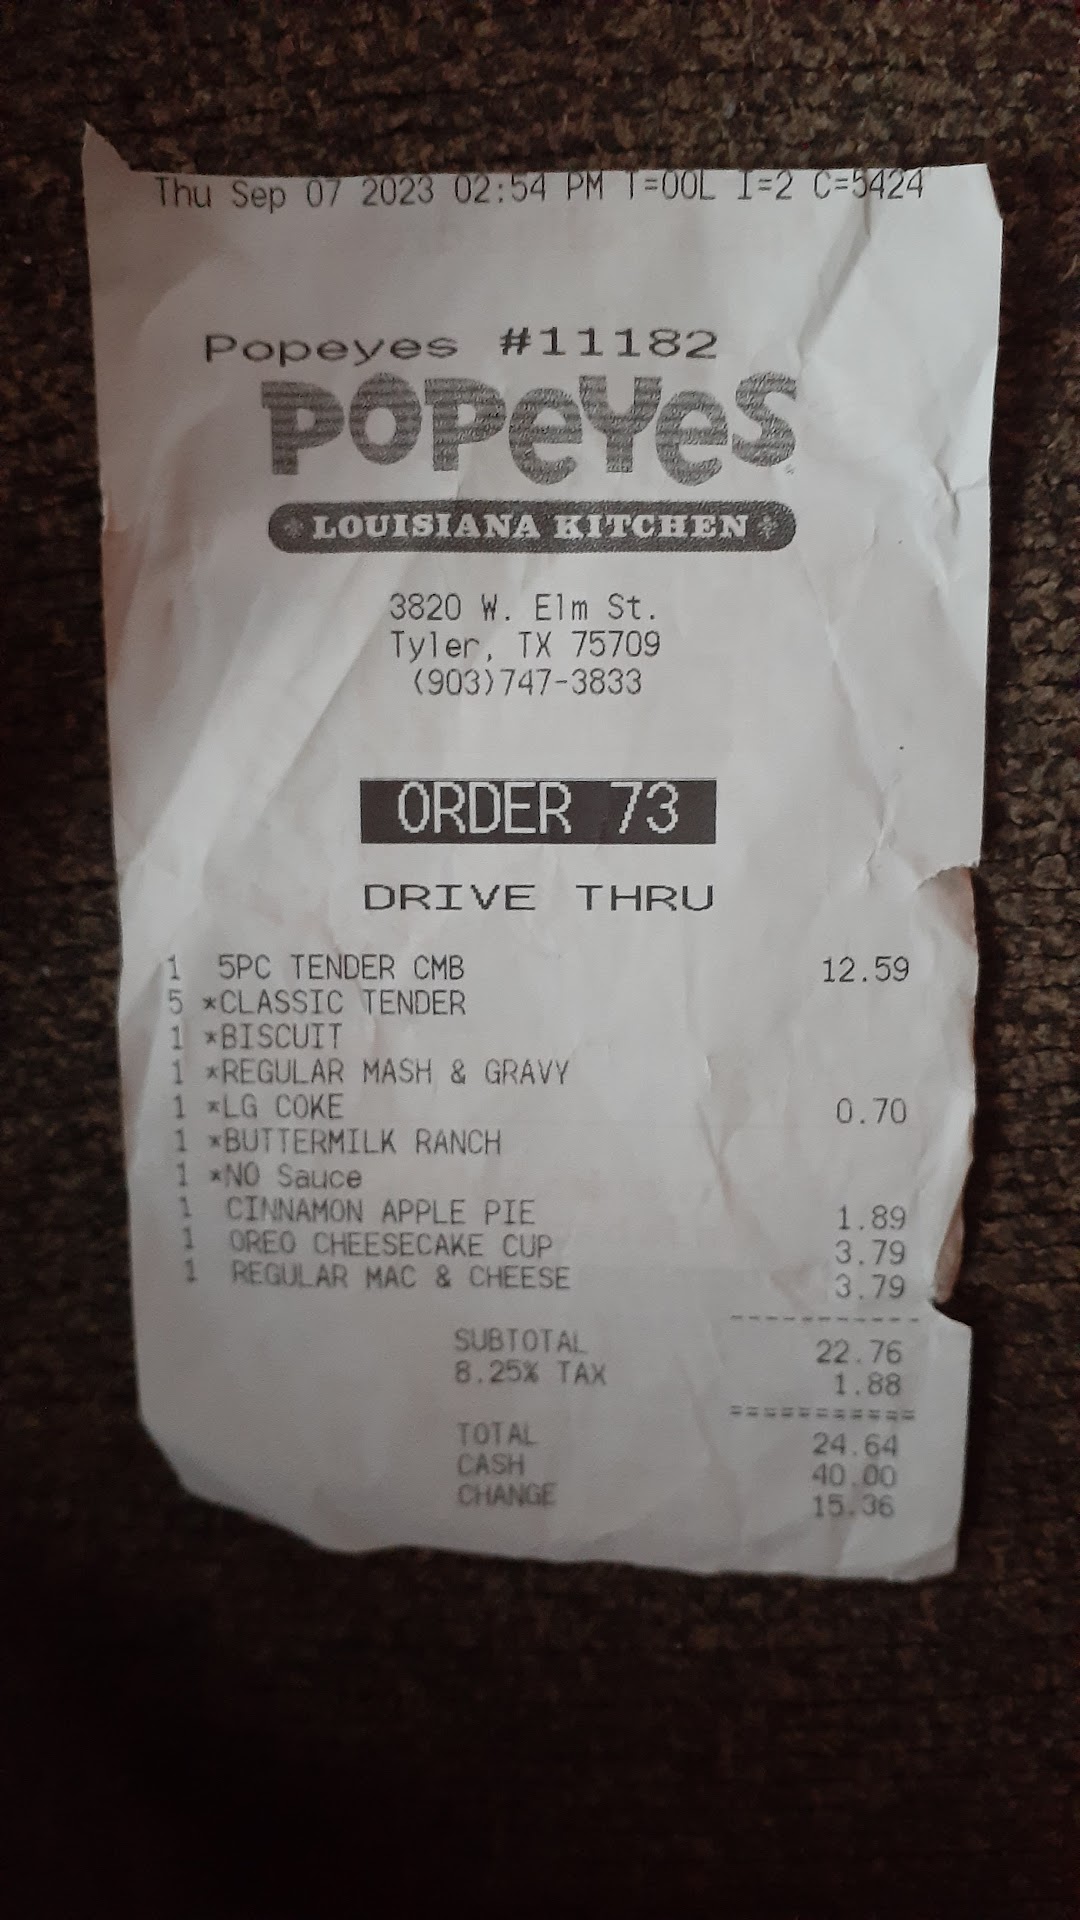 Thu Sep 07 2023 02:54 PM T=00L I=2 C=5424
Popeyes #11182
POPEYES
LOUISIANA KITCHEN
3820 W. Elm St.
Tyler, TX 75709
(903)747-3833
ORDER 73
DRIVE THRU
1 5PC TENDER CMB 12.59
5 *CLASSIC TENDER
1 *BISCUIT
1 *REGULAR MASH & GRAVY
1 *LG COKE 0.70
1 *BUTTERMILK RANCH
1 *NO Sauce
1 CINNAMON APPLE PIE 1.89
1 OREO CHEESECAKE CUP 3.79
1 REGULAR MAC & CHEESE 3.79
-----------
SUBTOTAL 22.76
8.25% TAX 1.88
===========
TOTAL 24.64
CASH 40.00
CHANGE 15.36